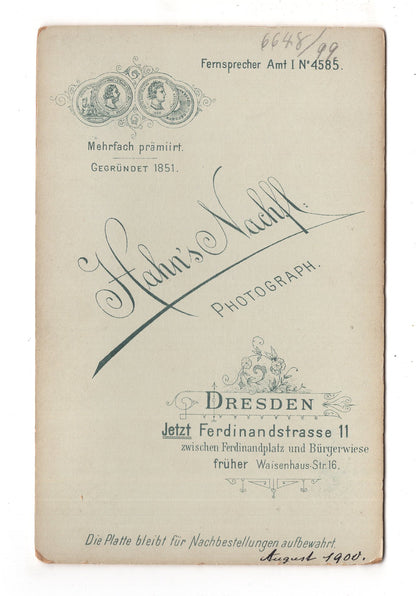 6648/99
Fernsprecher Amt I No 4585.
Mehrfach prämiirt.
Gegründet 1851.
Hahn's Nachfl.
Photograph.
Dresden
Jetzt Ferdinandstrasse 11
zwischen Ferdinandplatz und Bürgerwiese
früher Waisenhaus-Str. 16.
Die Platte bleibt für Nachbestellungen aufbewahrt.
August 1900.